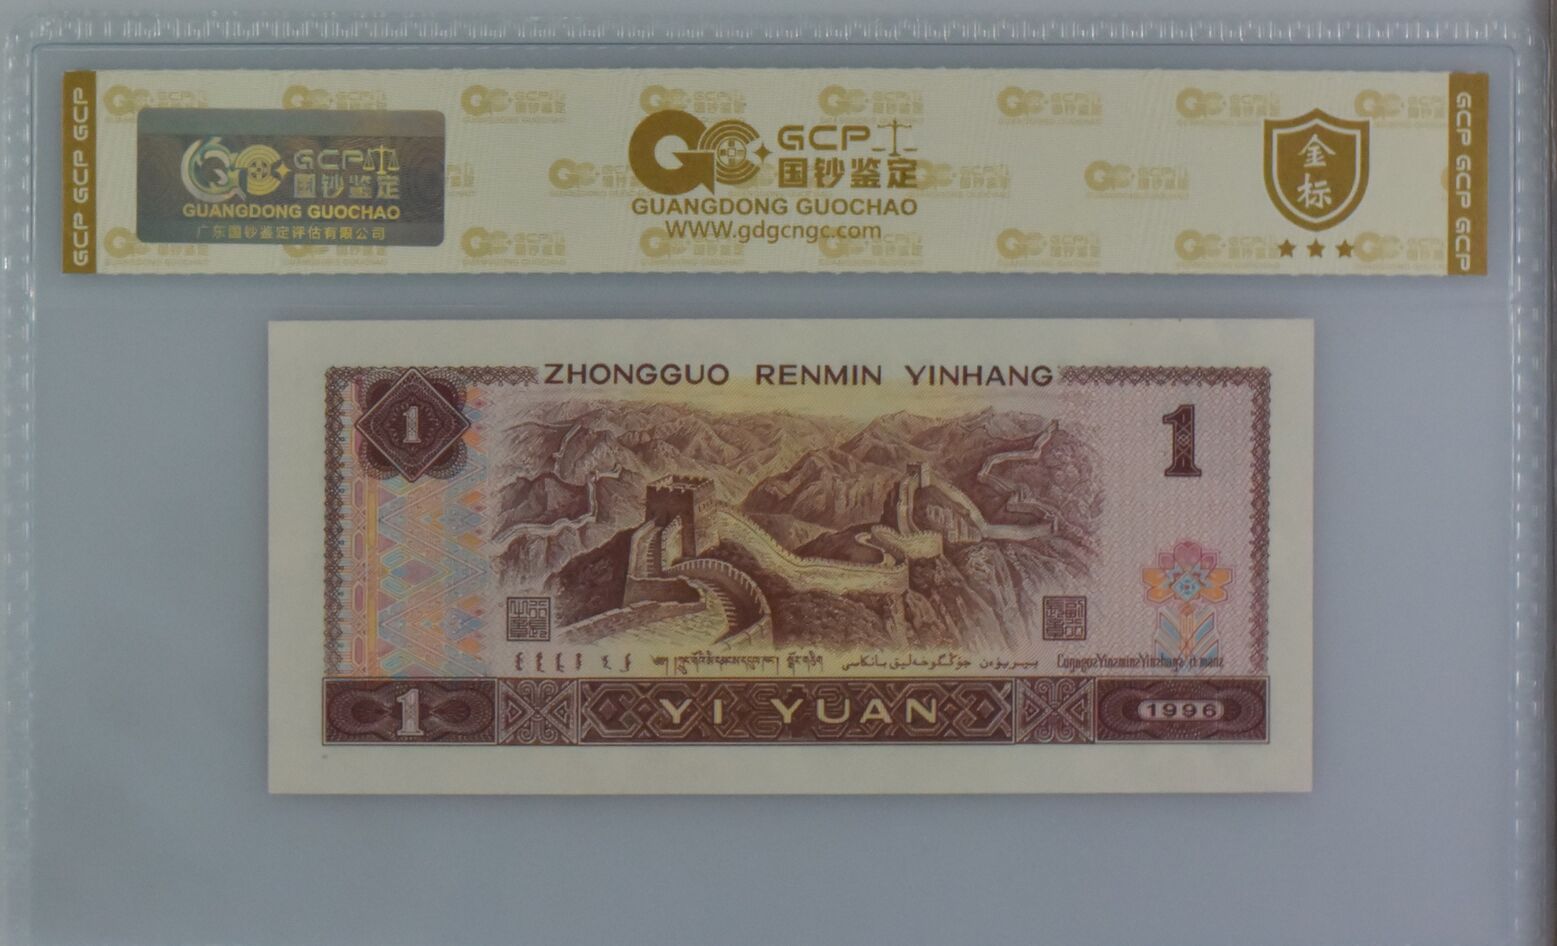 GCP GCP GCP
GCP
国钞鉴定
GUANGDONG GUOCHAO
广东国钞鉴定评估有限公司
GCP
国钞鉴定
GUANGDONG GUOCHAO
WWW.gdgcngc.com
金
标
GCP GCP GCP
ZHONGGUO RENMIN YINHANG
1
1
YI YUAN
1
1996